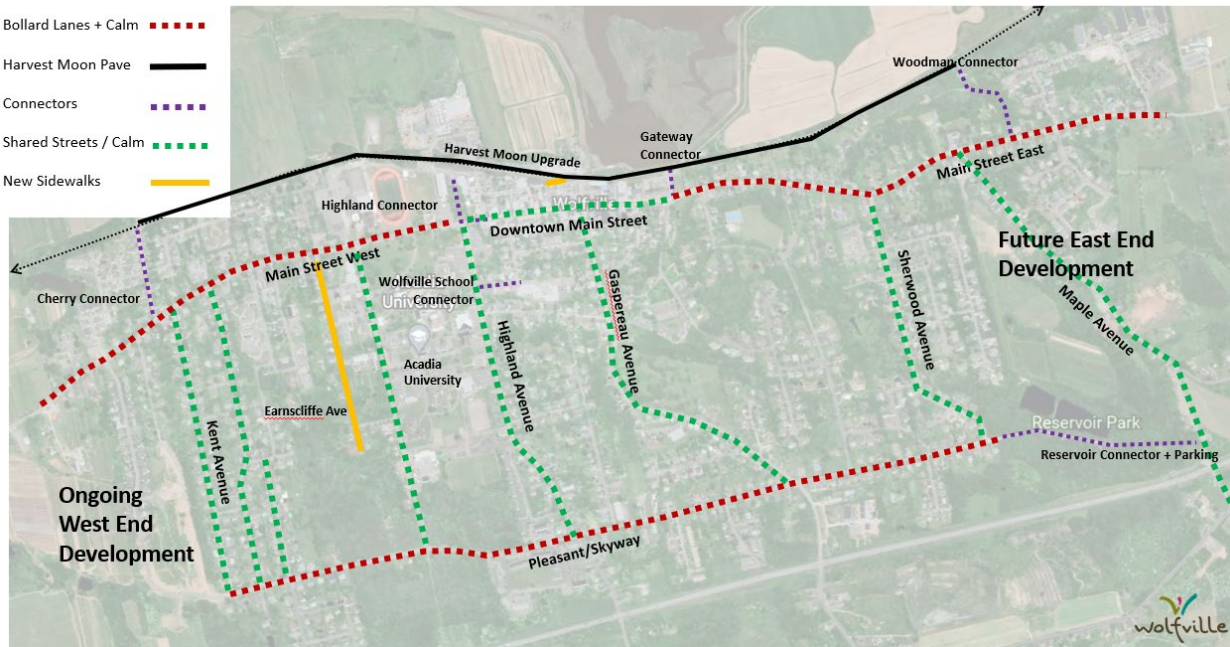 Bollard Lanes + Calm
Harvest Moon Pave
Connectors
Shared Streets / Calm
New Sidewalks
Woodman Connector
Gateway
Connector
Harvest Moon Upgrade
Main Street East
Highland Connector
Wolfville
Downtown Main Street
Main Street West
Future East End
Development
Cherry Connector
Wolfville School
Connector
University
Gaspereau Avenue
Sherwood Avenue
Maple Avenue
Highland Avenue
Acadia
University
Earnscliffe Ave
Kent Avenue
Reservoir Park
Reservoir Connector + Parking
Ongoing
West End
Development
Pleasant/Skyway
wolfville